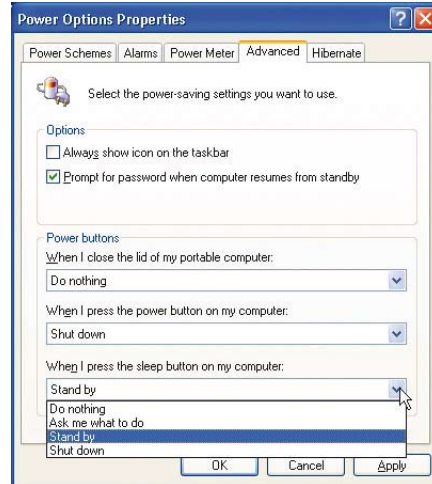 Power Options Properties
Power Schemes Alarms Power Meter Advanced Hibernate
Select the power-saving settings you want to use.
Options
Always show icon on the taskbar
Prompt for password when computer resumes from standby
Power buttons
When I close the lid of my portable computer:
Do nothing
When I press the power button on my computer:
Shut down
When I press the sleep button on my computer:
Stand by
Do nothing
Ask me what to do
Stand by
Shut down
OK Cancel Apply